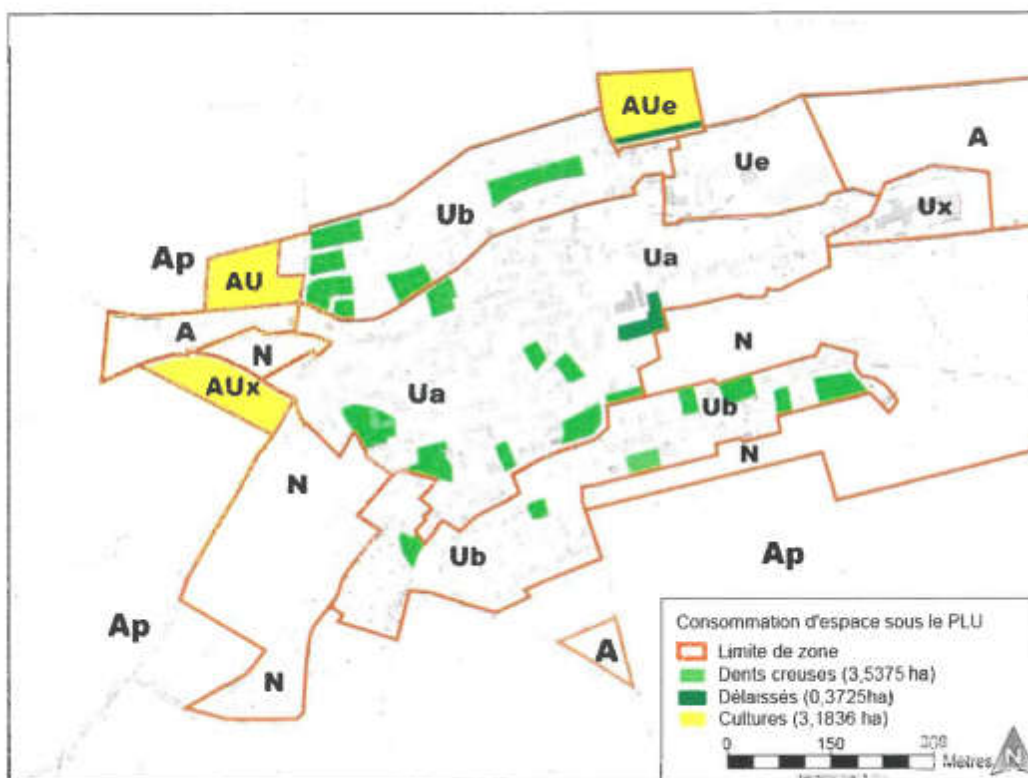 AUe
A
Ue
Ub
Ux
Ap
Ua
AU
A
N
N
AUx
Ua
Ub
N
N
Ub
Ap
Ap
A
N
Consommation d'espace sous le PLU
Limite de zone
Dents creuses (3,5375 ha)
Délaissés (0,3725ha)
Cultures (3,1836 ha)
0 150
Mètres
N